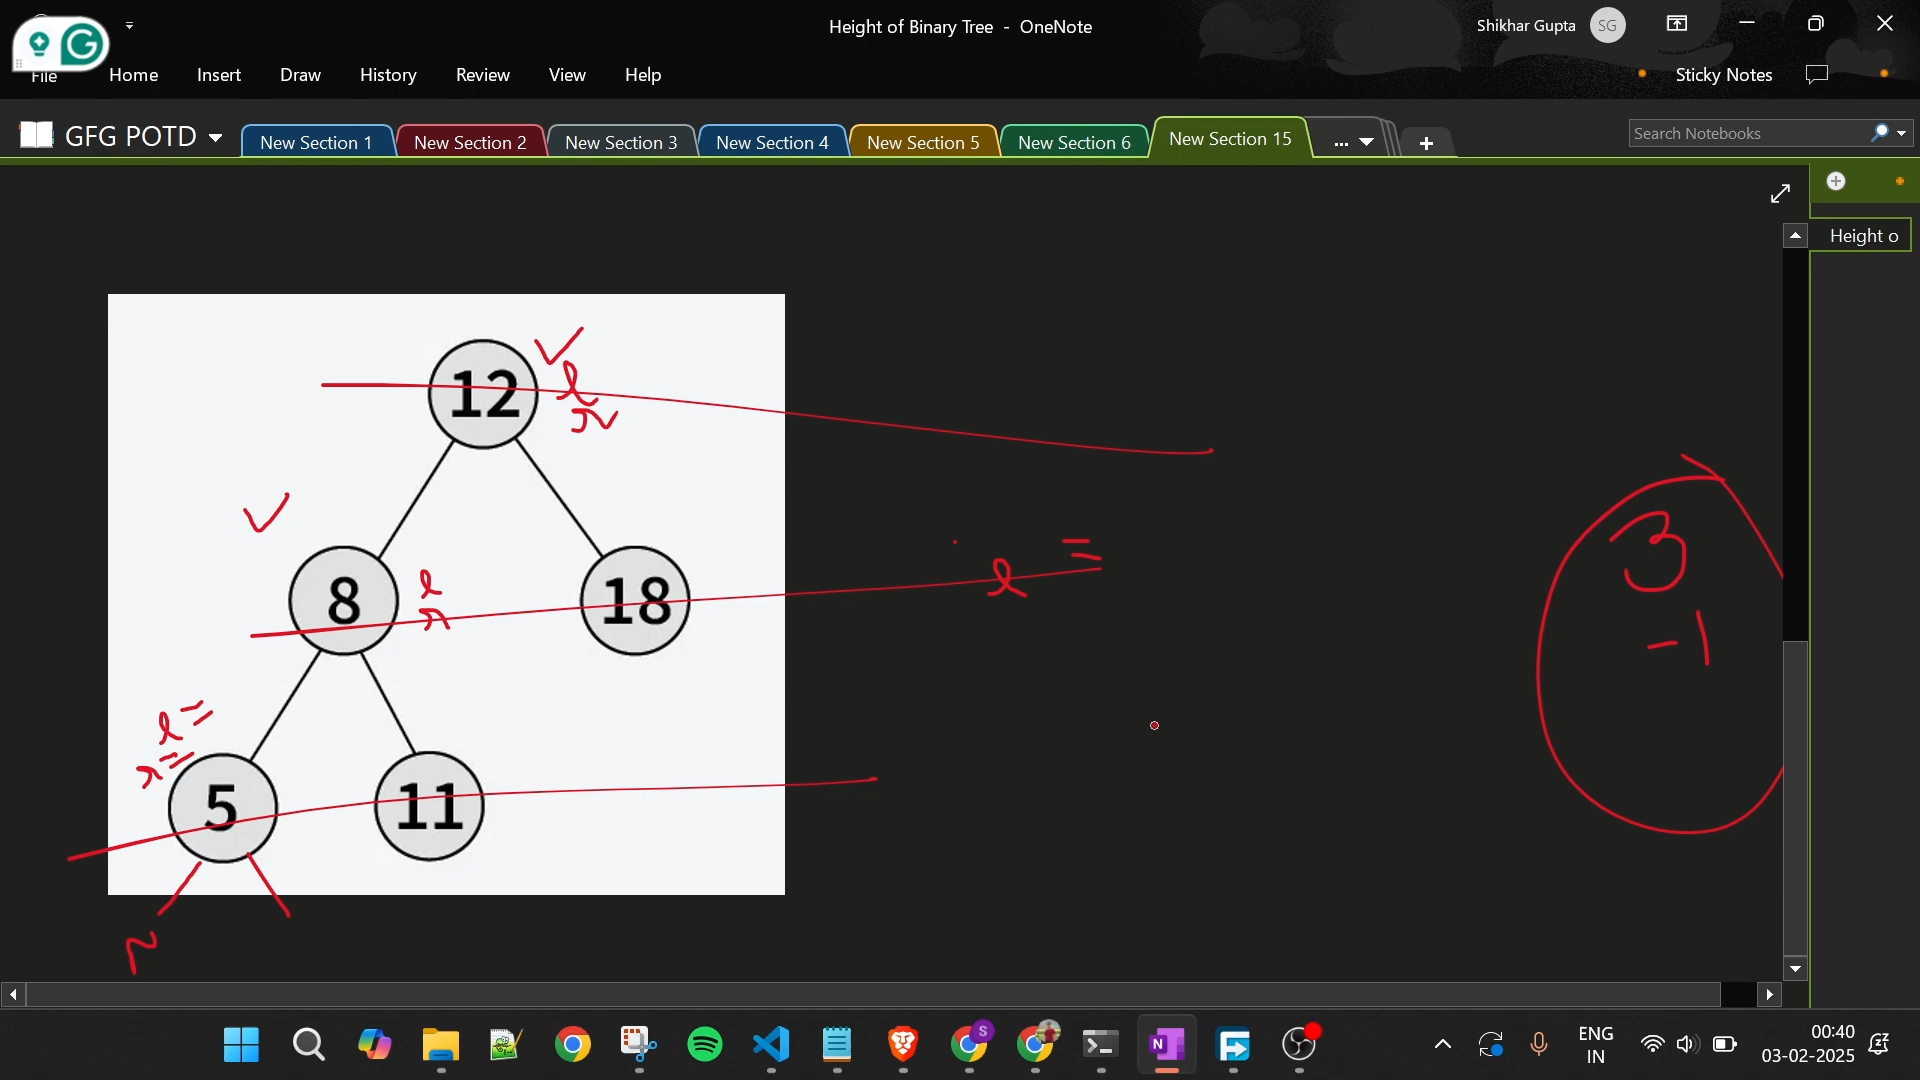 Height of Binary Tree - OneNote
Shikhar Gupta
SG
File
Home
Insert
Draw
History
Review
View
Help
Sticky Notes
GFG POTD
New Section 1
New Section 2
New Section 3
New Section 4
New Section 5
New Section 6
New Section 15
...
Search Notebooks
Height o
12
l
r
8
l
r
18
l =
l =
r =
5
11
N
3
-1
S
N
ENG
IN
00:40
03-02-2025